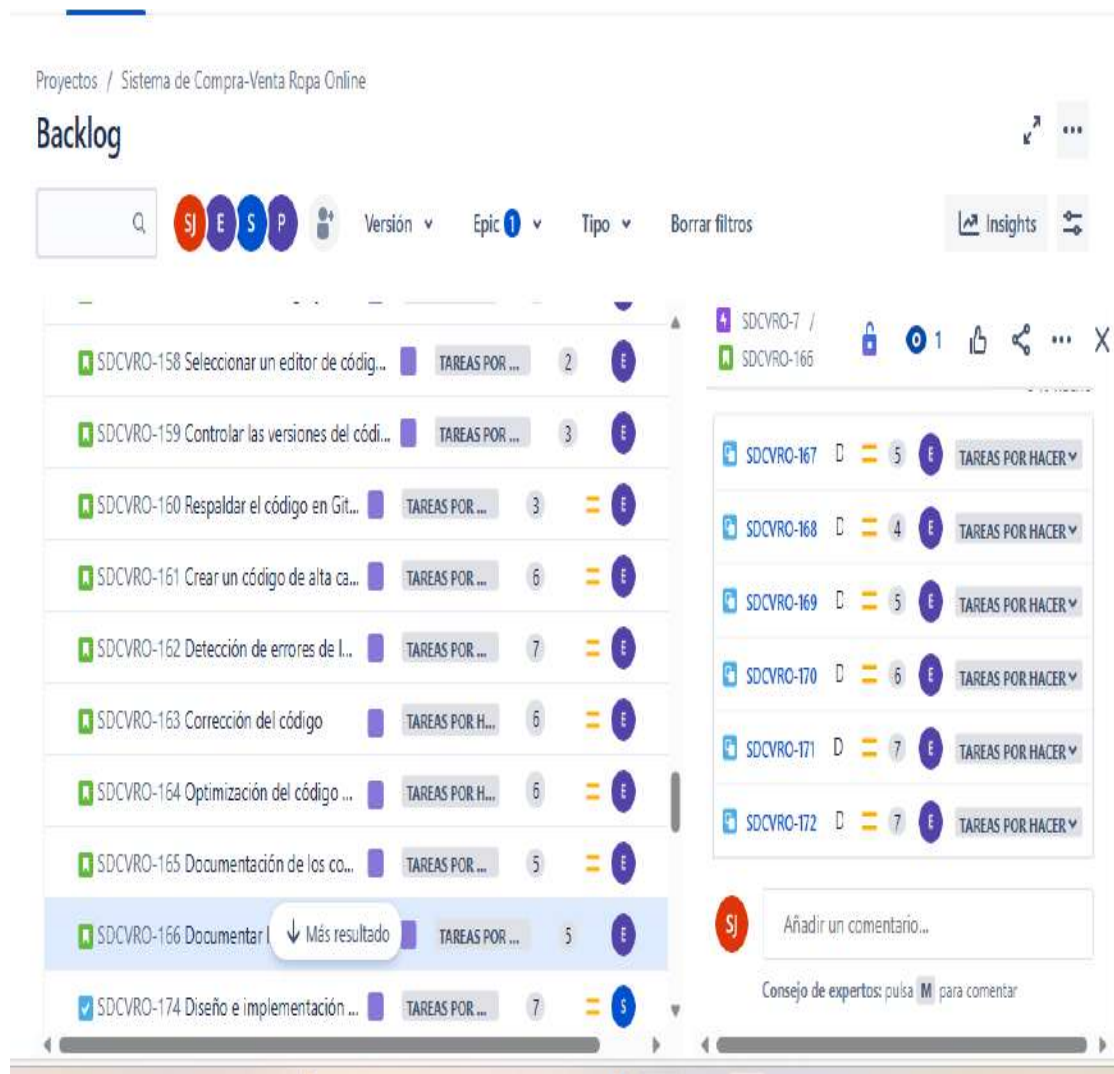 Proyectos / Sistema de Compra-Venta Ropa Online
Backlog
SJ E S P Versión Epic 1 Tipo Borrar filtros Insights
SDCVRO-158 Seleccionar un editor de códig... TAREAS POR ... 2 E
SDCVRO-159 Controlar las versiones del códi... TAREAS POR ... 3 E
SDCVRO-160 Respaldar el código en Git... TAREAS POR ... 3 E
SDCVRO-161 Crear un código de alta ca... TAREAS POR ... 6 E
SDCVRO-162 Detección de errores de l... TAREAS POR ... 7 E
SDCVRO-163 Corrección del código TAREAS POR H... 6 E
SDCVRO-164 Optimización del código ... TAREAS POR H... 6 E
SDCVRO-165 Documentación de los co... TAREAS POR ... 5 E
SDCVRO-166 Documentar Más resultado TAREAS POR ... 5 E
SDCVRO-174 Diseño e implementación ... TAREAS POR ... 7 S
SDCVRO-7 /
SDCVRO-166
1
SDCVRO-167 D 5 E TAREAS POR HACER
SDCVRO-168 D 4 E TAREAS POR HACER
SDCVRO-169 D 5 E TAREAS POR HACER
SDCVRO-170 D 6 E TAREAS POR HACER
SDCVRO-171 D 7 E TAREAS POR HACER
SDCVRO-172 D 7 E TAREAS POR HACER
SJ Añadir un comentario...
Consejo de expertos: pulsa M para comentar